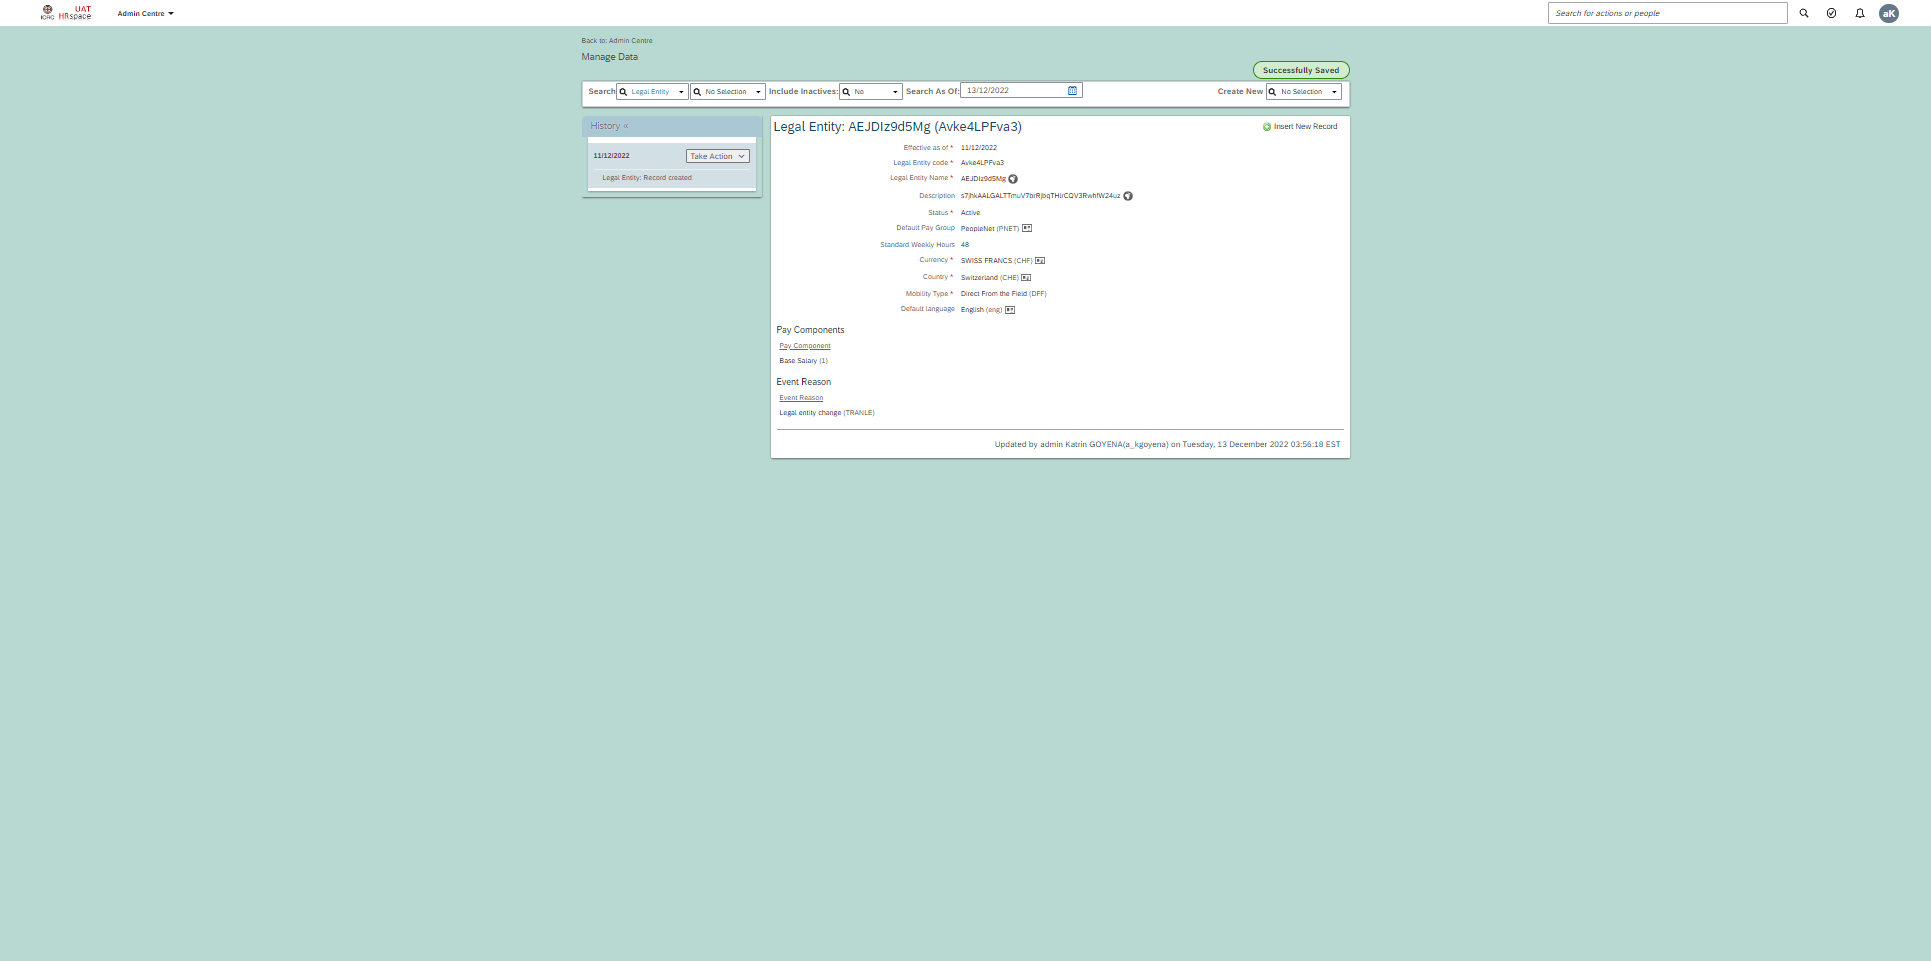 ICRC
UAT
HRspace
Admin Centre
Search for actions or people
aK
Back to: Admin Centre
Manage Data
Successfully Saved
Search Legal Entity No Selection Include Inactives: No Search As Of: 13/12/2022 Create New No Selection
History «
11/12/2022 Take Action
Legal Entity: Record created
Legal Entity: AEJDIz9d5Mg (Avke4LPFva3)
Insert New Record
Effective as of * 11/12/2022
Legal Entity code * Avke4LPFva3
Legal Entity Name * AEJDIz9d5Mg
Description
Status * Active
Default Pay Group PeopleNet (PNET)
Standard Weekly Hours 48
Currency * SWISS FRANCS (CHF)
Country * Switzerland (CHE)
Mobility Type * Direct From the Field (DFF)
Default language English (eng)
Pay Components
Pay Component
Base Salary (1)
Event Reason
Event Reason
Legal entity change (TRANLE)
Updated by admin Katrin GOYENA(a_kgoyena) on Tuesday, 13 December 2022 03:56:18 EST